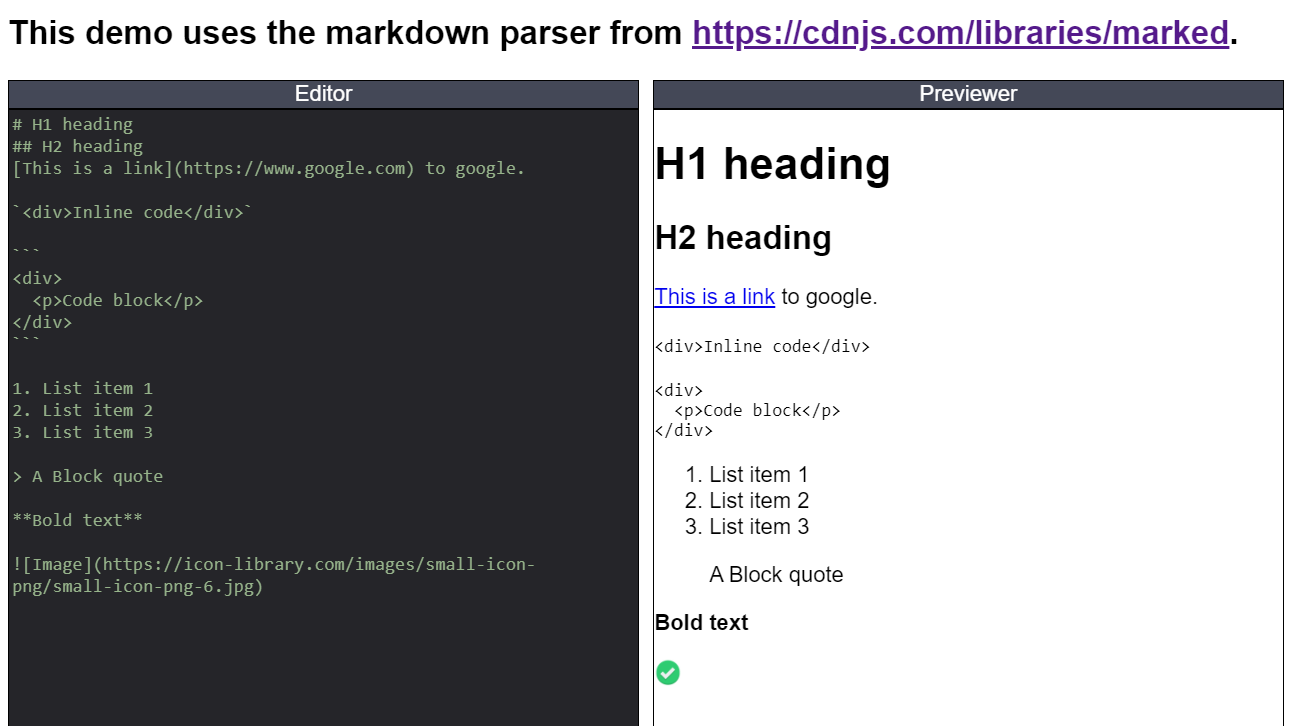 This demo uses the markdown parser from https://cdnjs.com/libraries/marked.
Editor
# H1 heading
## H2 heading
[This is a link](https://www.google.com) to google.
`<div>Inline code</div>`
```
<div>
  <p>Code block</p>
</div>
```
1. List item 1
2. List item 2
3. List item 3
> A Block quote
**Bold text**
![Image](https://icon-library.com/images/small-icon-
png/small-icon-png-6.jpg)
Previewer
H1 heading
H2 heading
This is a link to google.
<div>Inline code</div>
<div>
  <p>Code block</p>
</div>
1. List item 1
2. List item 2
3. List item 3
A Block quote
Bold text